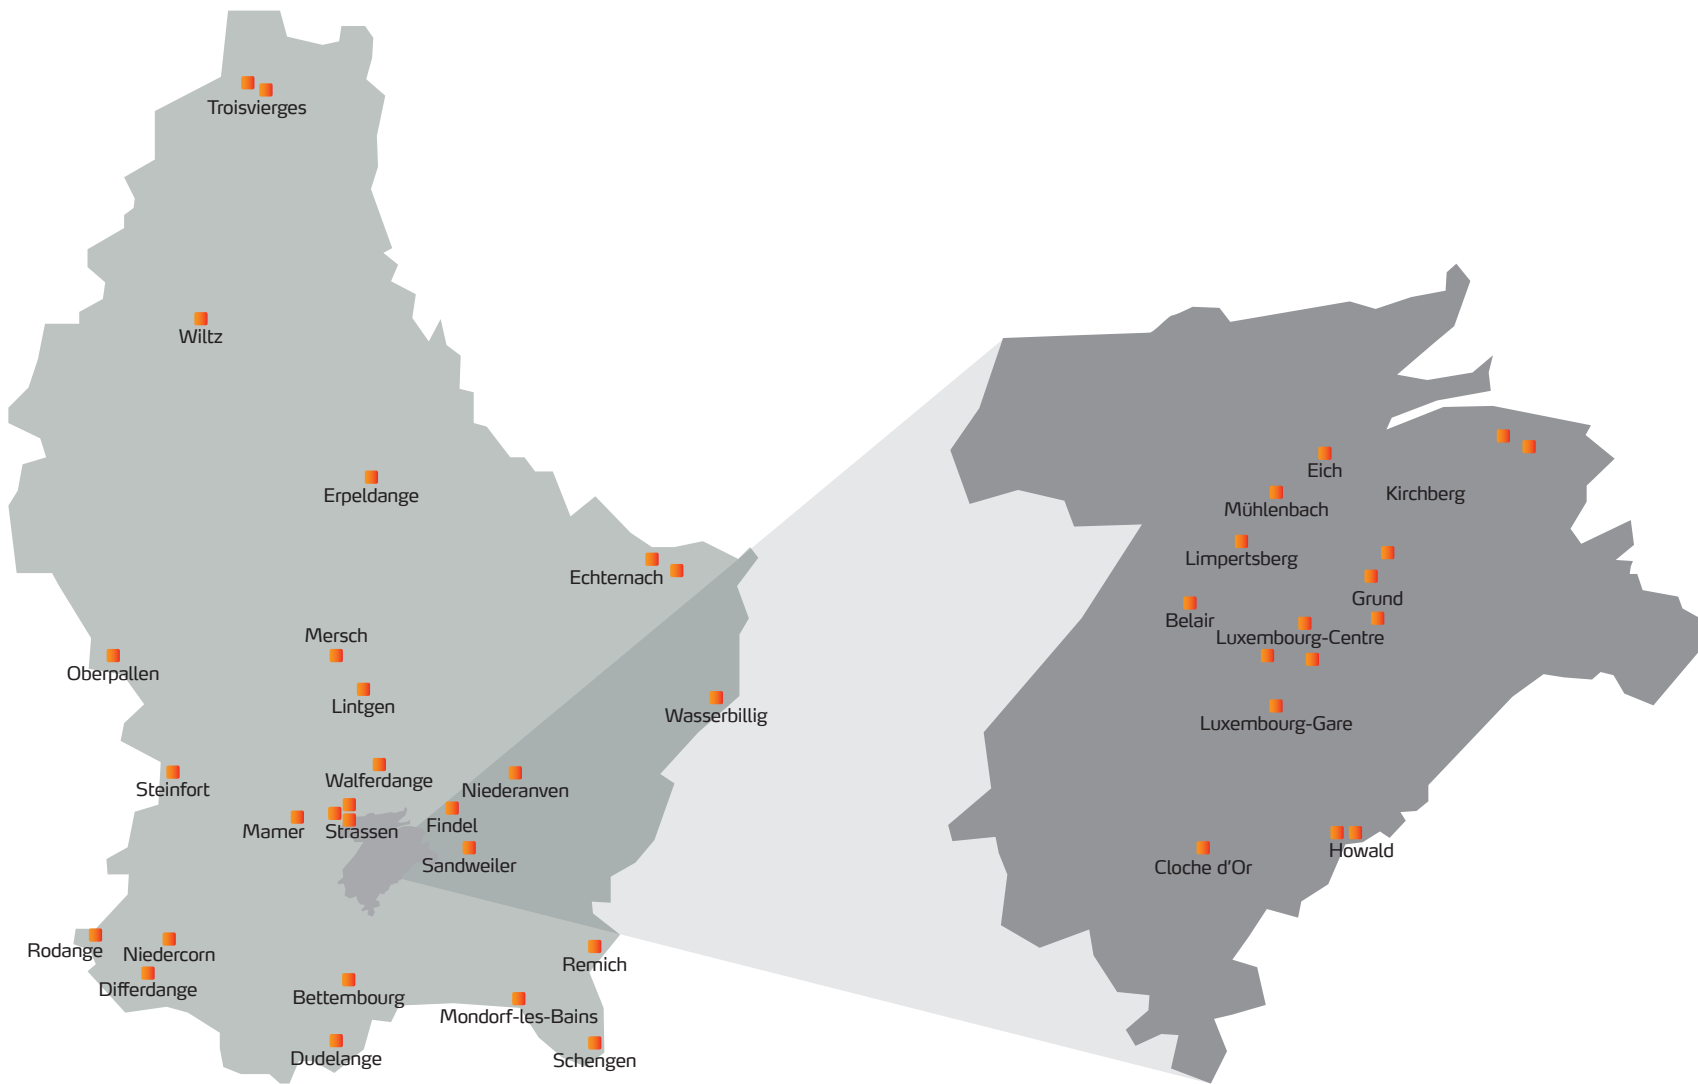 Troisvierges
Wiltz
Erpeldange
Echternach
Mersch
Oberpallen
Lintgen
Wasserbillig
Walferdange
Steinfort
Niederanven
Mamer
Strassen
Findel
Sandweiler
Rodange
Niedercorn
Remich
Differdange
Bettembourg
Mondorf-les-Bains
Dudelange
Schengen
Eich
Kirchberg
Mühlenbach
Limpertsberg
Grund
Belair
Luxembourg-Centre
Luxembourg-Gare
Howald
Cloche d'Or